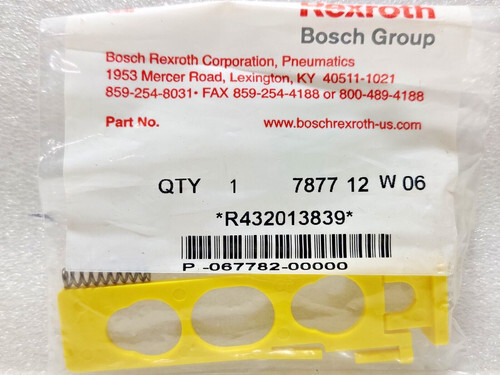 Rexroth
Bosch Group
Bosch Rexroth Corporation, Pneumatics
1953 Mercer Road, Lexington, KY 40511-1021
859-254-8031• FAX 859-254-4188 or 800-489-4188
Part No. www.boschrexroth-us.com
QTY 1 7877 12 W 06
*R432013839*
P -067782-00000